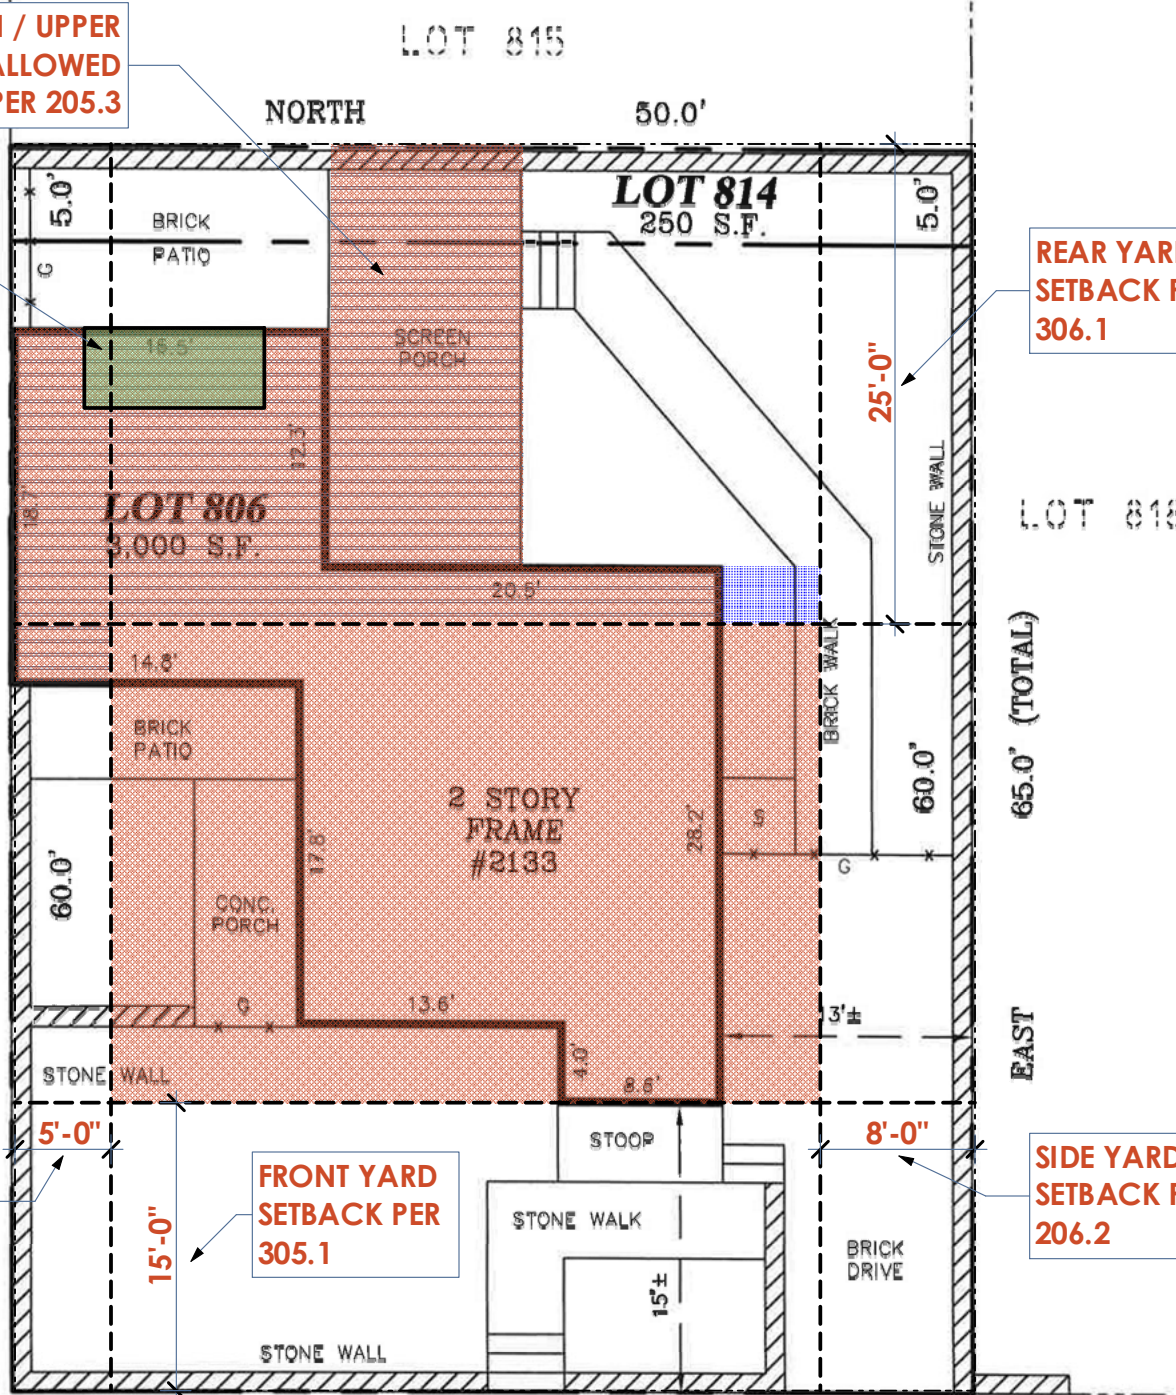 / UPPER
ALLOWED
PER 205.3
LOT 815
NORTH
50.0'
5.0'
BRICK
PATIO
G
LOT 814
250 S.F.
5.0'
REAR YAR
SETBACK
306.1
SCREEN
PORCH
16.5'
25'-0"
12.3'
18.7'
LOT 806
3,000 S.F.
STONE WALL
LOT 818
20.5'
14.8'
BRICK
PATIO
BRICK WALK
65.0' (TOTAL)
2 STORY
FRAME
#2133
28.2'
17.8'
S
G
60.0'
60.0'
CONC.
PORCH
G
13.6'
13'±
EAST
4.0'
8.6'
STONE WALL
5'-0"
STOOP
8'-0"
FRONT YARD
SETBACK PER
305.1
15'-0"
SIDE YARD
SETBACK
206.2
STONE WALK
BRICK
DRIVE
15'±
STONE WALL